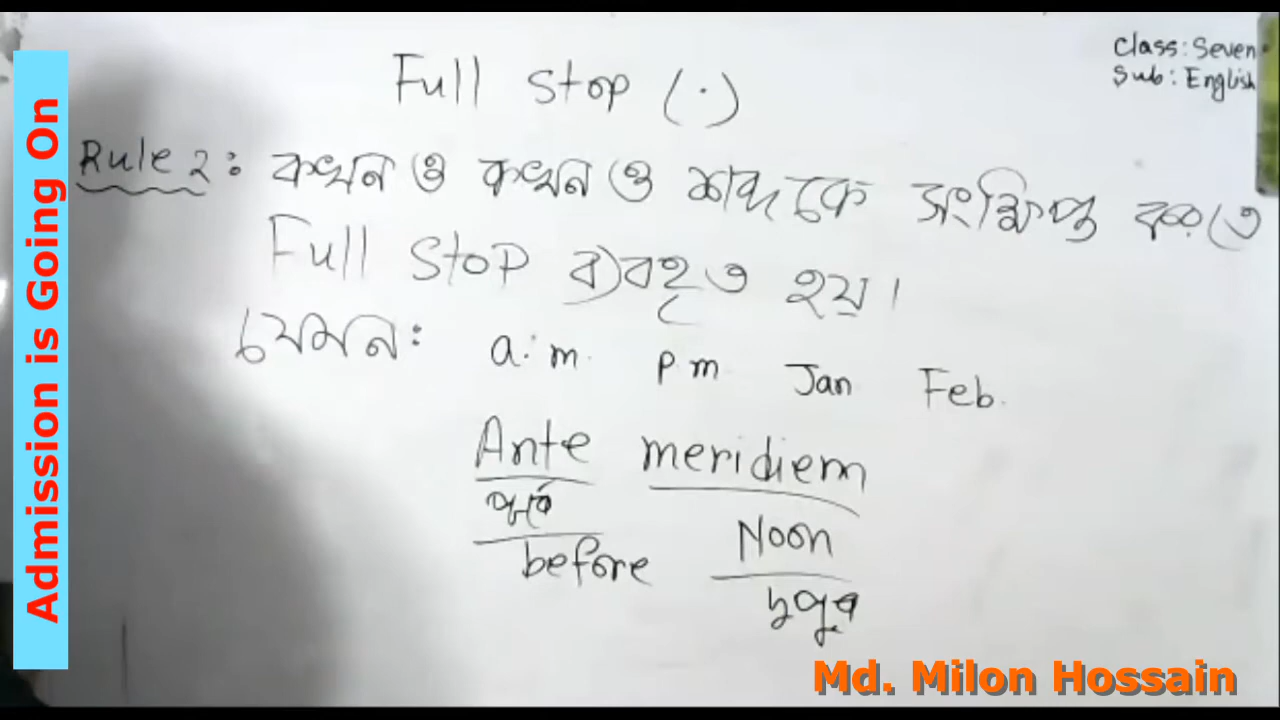 Admission is Going On
Class: Seven
Sub: English
Full Stop (.)
Rule 2: কখনও কখনও শব্দকে সংক্ষিপ্ত করতে
Full Stop ব্যবহৃত হয়।
যেমন: a.m. p m Jan Feb.
Ante meridiem
পূর্বে Noon
before দুপুর
Md. Milon Hossain